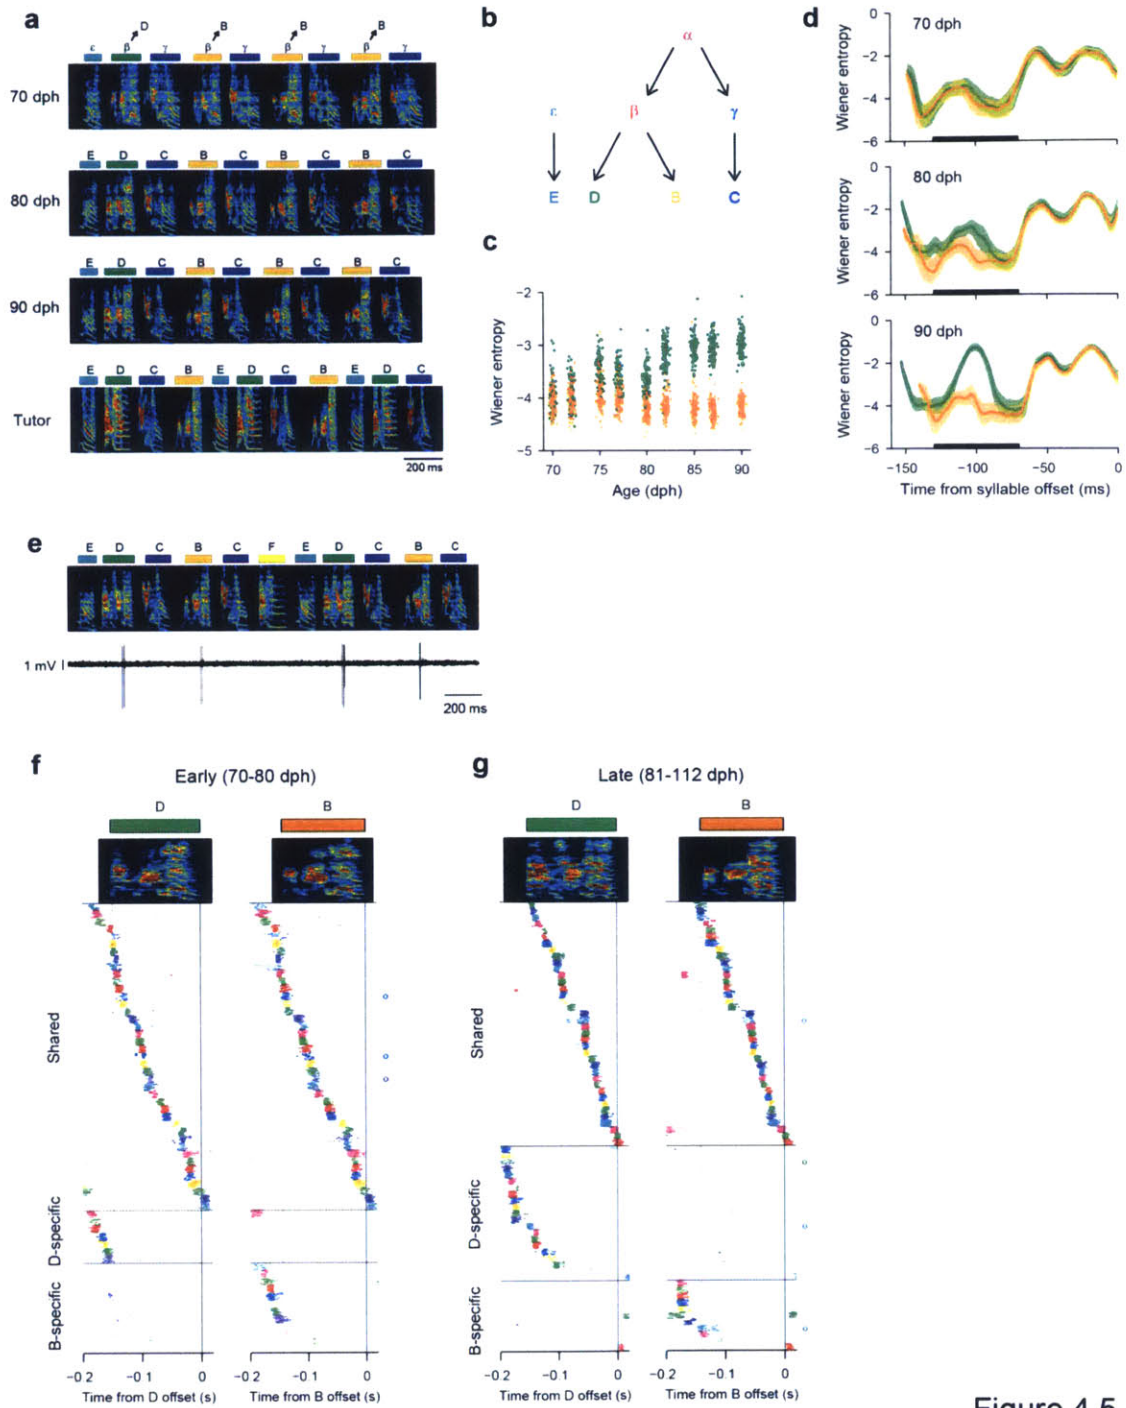 a
D B B B
ε β γ β γ β γ β γ
70 dph
E D C B C B C B C
80 dph
E D C B C B C B C
90 dph
E D C B E D C B E D C
Tutor
200 ms
b
α
ε β γ
E D B C
c
Wiener entropy
−2
−3
−4
−5
70 75 80 85 90
Age (dph)
d
70 dph
Wiener entropy
0
−2
−4
−6
80 dph
Wiener entropy
0
−2
−4
−6
90 dph
Wiener entropy
0
−2
−4
−6
−150 −100 −50 0
Time from syllable offset (ms)
e
E D C B C F E D C B C
1 mV
200 ms
f
Early (70-80 dph)
D B
Shared
D-specific
B-specific
−0.2 −0.1 0
Time from D offset (s)
−0.2 −0.1 0
Time from B offset (s)
g
Late (81-112 dph)
D B
Shared
D-specific
B-specific
−0.2 −0.1 0
Time from D offset (s)
−0.2 −0.1 0
Time from B offset (s)